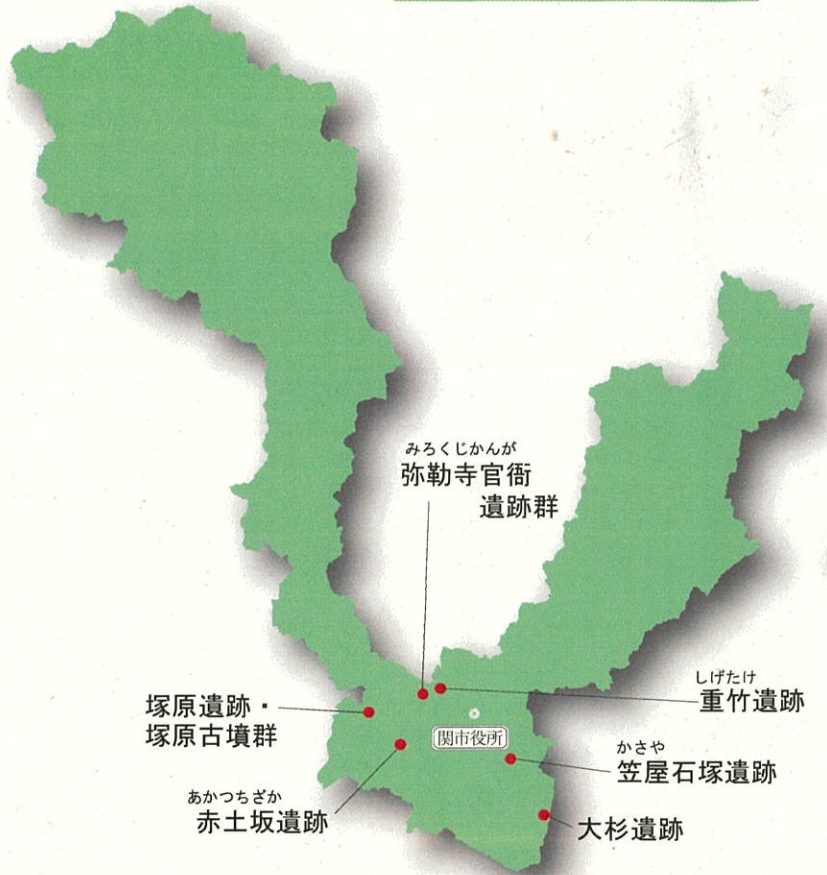 みろくじかんが
弥勒寺官衙
遺跡群
しげたけ
重竹遺跡
塚原遺跡・
塚原古墳群
関市役所
かさや
笠屋石塚遺跡
あかつちざか
赤土坂遺跡
大杉遺跡